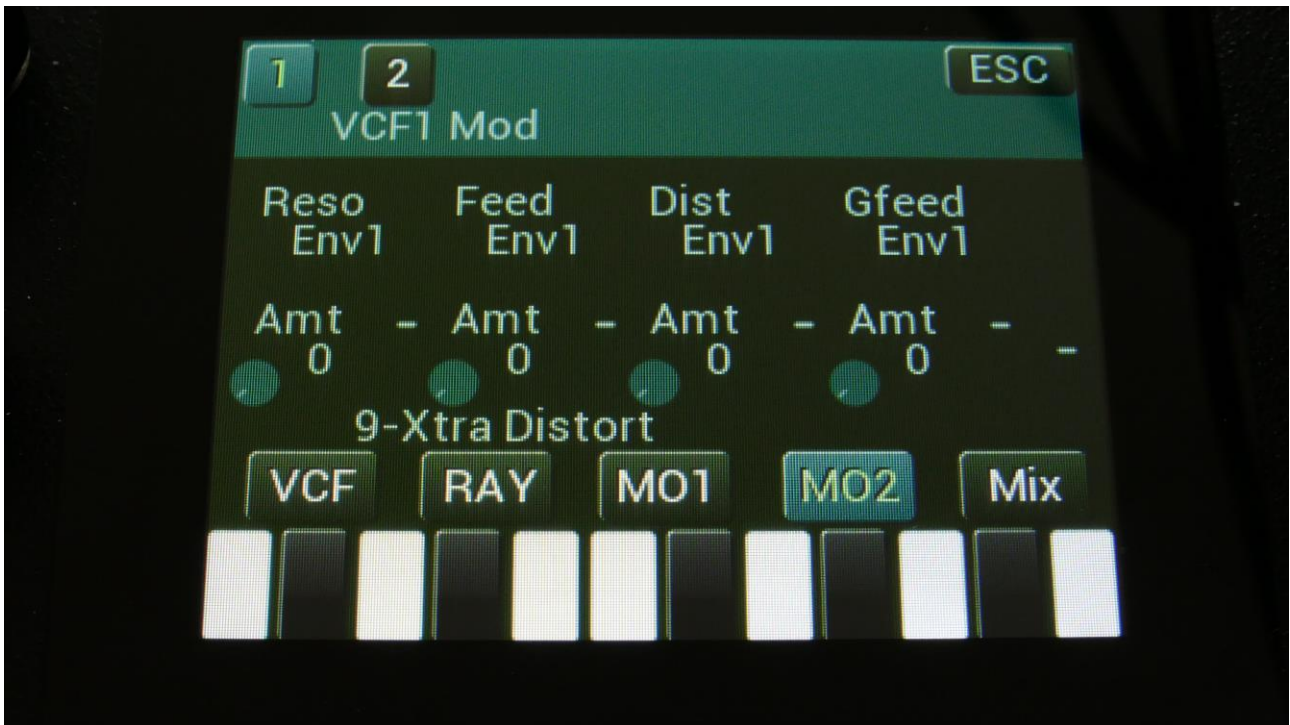 1 2 ESC
VCF1 Mod
Reso Feed Dist Gfeed
Env1 Env1 Env1 Env1
Amt - Amt - Amt - Amt -
0 0 0 0 -
9-Xtra Distort
VCF RAY MO1 MO2 Mix